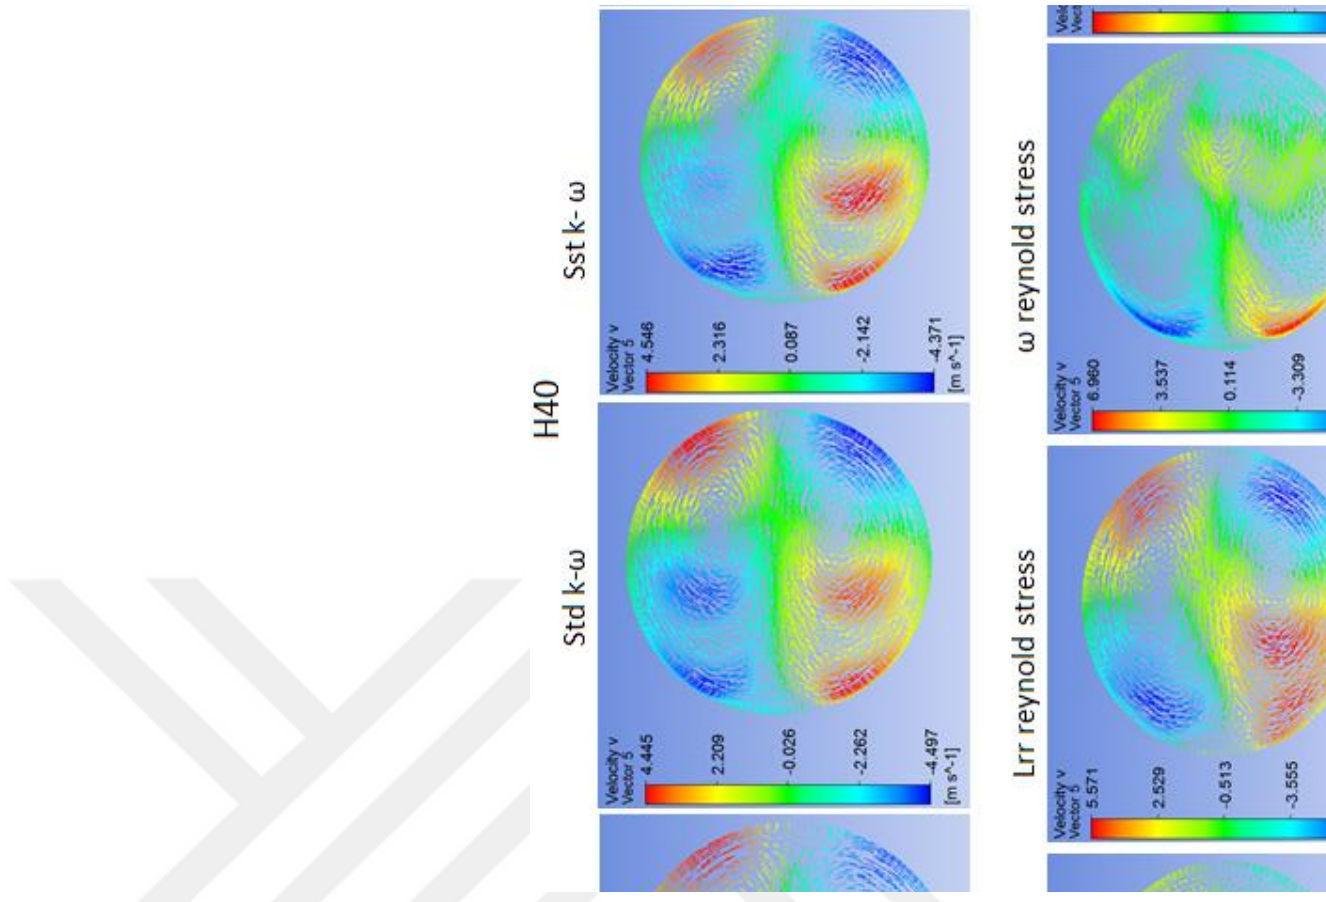 H40
Std k-ω
Velocity v
Vector 5
4.445
2.209
-0.026
-2.262
-4.497
[m s^-1]
Sst k- ω
Velocity v
Vector 5
4.546
2.316
0.087
-2.142
-4.371
[m s^-1]
Lrr reynold stress
Velocity v
Vector 5
5.571
2.529
-0.513
-3.555
ω reynold stress
Velocity v
Vector 5
6.960
3.537
0.114
-3.309